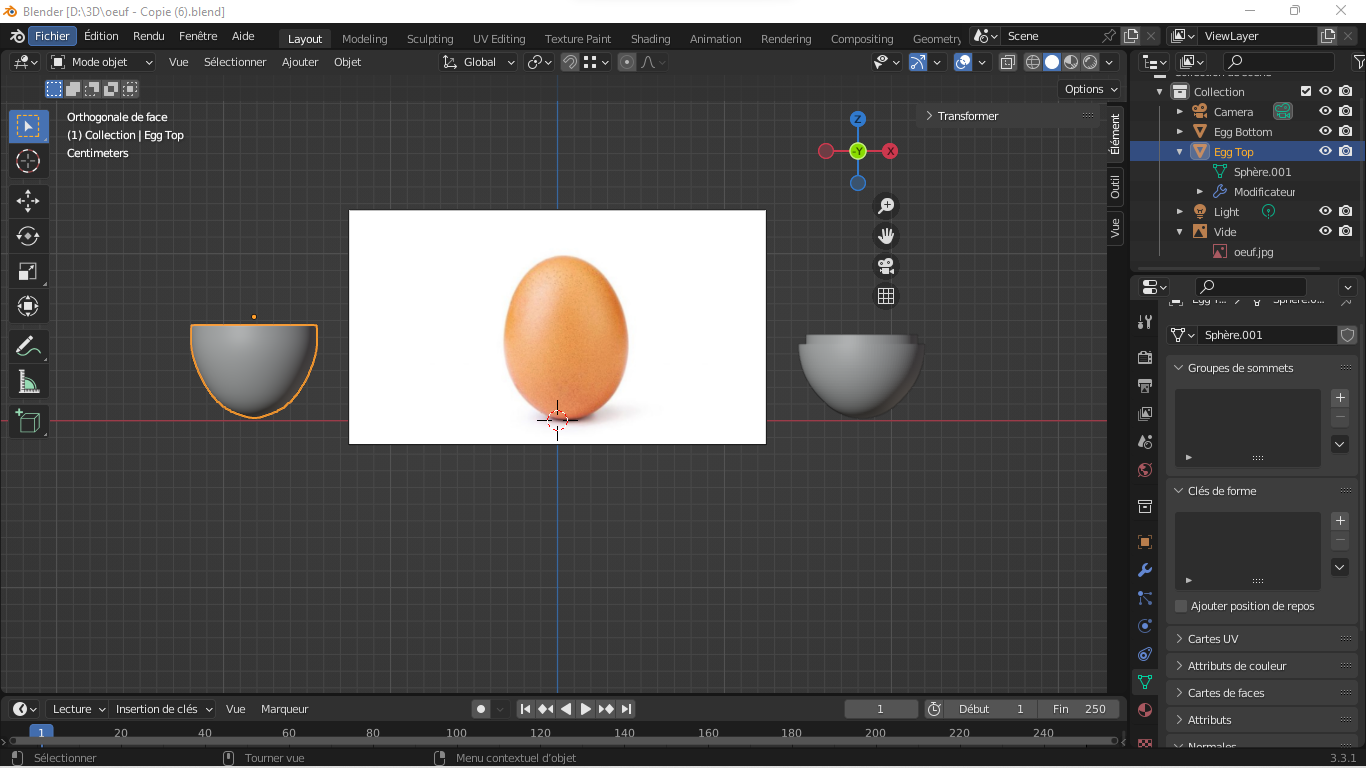 Blender [D:\3D\oeuf - Copie (6).blend]
Fichier Édition Rendu Fenêtre Aide Layout Modeling Sculpting UV Editing Texture Paint Shading Animation Rendering Compositing Geometry Scene ViewLayer
Mode objet Vue Sélectionner Ajouter Objet Global
Options
Orthogonale de face
(1) Collection | Egg Top
Centimeters
Z
-Y
X
Transformer
Élément
Outil
Vue
Collection
Camera
Egg Bottom
Egg Top
Sphère.001
Modificateur
Light
Vide
oeuf.jpg
Sphère.001
Groupes de sommets
Clés de forme
Ajouter position de repos
Cartes UV
Attributs de couleur
Cartes de faces
Attributs
Normales
Lecture Insertion de clés Vue Marqueur 1 Début 1 Fin 250
1 20 40 60 80 100 120 140 160 180 200 220 240
Sélectionner Tourner vue Menu contextuel d'objet 3.3.1